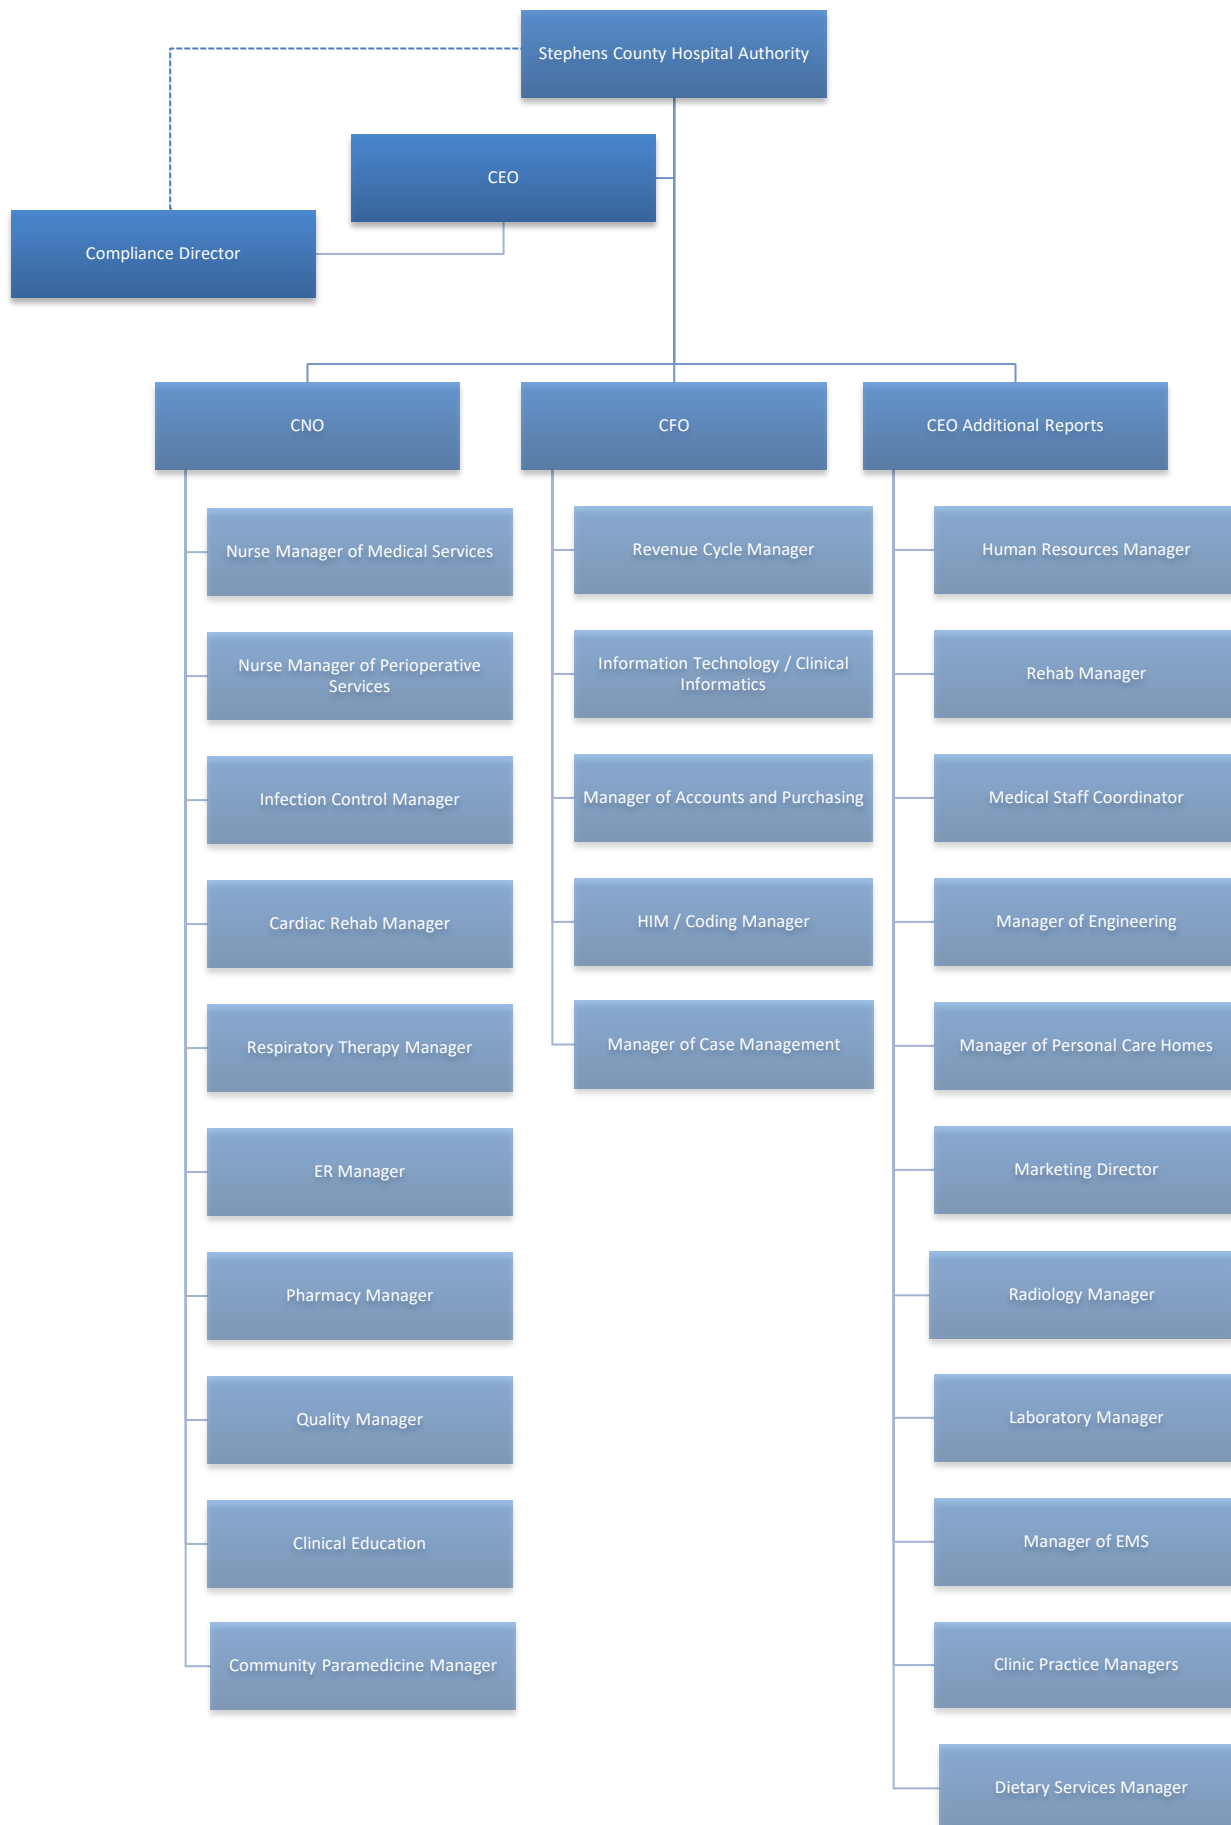 Stephens County Hospital Authority
CEO
Compliance Director
CNO
CFO
CEO Additional Reports
Nurse Manager of Medical Services
Nurse Manager of Perioperative
Services
Infection Control Manager
Cardiac Rehab Manager
Respiratory Therapy Manager
ER Manager
Pharmacy Manager
Quality Manager
Clinical Education
Community Paramedicine Manager
Revenue Cycle Manager
Information Technology / Clinical
Informatics
Manager of Accounts and Purchasing
HIM / Coding Manager
Manager of Case Management
Human Resources Manager
Rehab Manager
Medical Staff Coordinator
Manager of Engineering
Manager of Personal Care Homes
Marketing Director
Radiology Manager
Laboratory Manager
Manager of EMS
Clinic Practice Managers
Dietary Services Manager